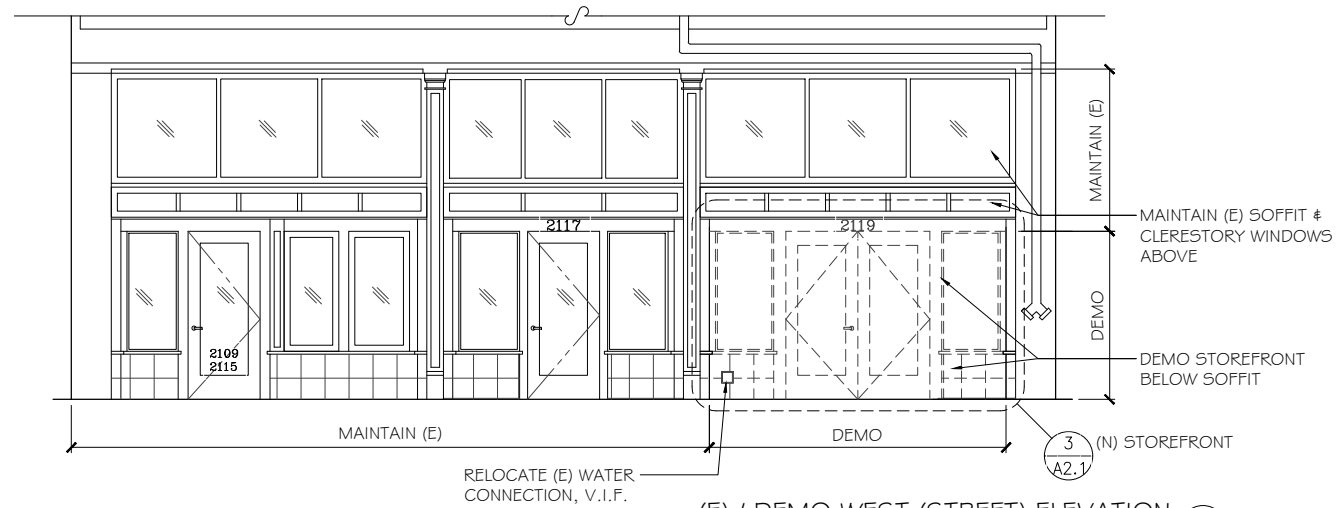 MAINTAIN (E)
2117
2119
MAINTAIN (E) SOFFIT &
CLERESTORY WINDOWS
ABOVE
DEMO
2109
2115
DEMO STOREFRONT
BELOW SOFFIT
MAINTAIN (E)
DEMO
3
A2.1
(N) STOREFRONT
RELOCATE (E) WATER
CONNECTION, V.I.F.
(E) / DEMO WEST (STREET) ELEVATION